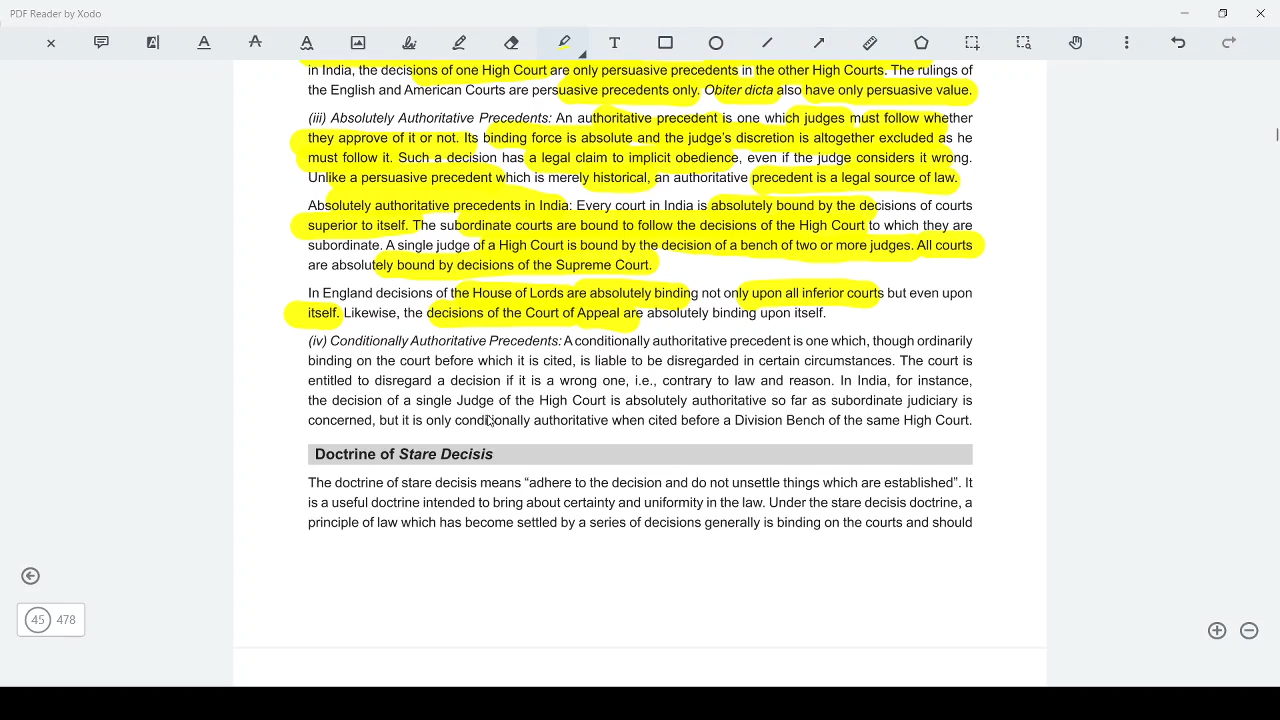 PDF Reader by Xodo
in India, the decisions of one High Court are only persuasive precedents in the other High Courts. The rulings of
the English and American Courts are persuasive precedents only. Obiter dicta also have only persuasive value.
(iii) Absolutely Authoritative Precedents: An authoritative precedent is one which judges must follow whether
they approve of it or not. Its binding force is absolute and the judge's discretion is altogether excluded as he
must follow it. Such a decision has a legal claim to implicit obedience, even if the judge considers it wrong.
Unlike a persuasive precedent which is merely historical, an authoritative precedent is a legal source of law.
Absolutely authoritative precedents in India: Every court in India is absolutely bound by the decisions of courts
superior to itself. The subordinate courts are bound to follow the decisions of the High Court to which they are
subordinate. A single judge of a High Court is bound by the decision of a bench of two or more judges. All courts
are absolutely bound by decisions of the Supreme Court.
In England decisions of the House of Lords are absolutely binding not only upon all inferior courts but even upon
itself. Likewise, the decisions of the Court of Appeal are absolutely binding upon itself.
(iv) Conditionally Authoritative Precedents: A conditionally authoritative precedent is one which, though ordinarily
binding on the court before which it is cited, is liable to be disregarded in certain circumstances. The court is
entitled to disregard a decision if it is a wrong one, i.e., contrary to law and reason. In India, for instance,
the decision of a single Judge of the High Court is absolutely authoritative so far as subordinate judiciary is
concerned, but it is only conditionally authoritative when cited before a Division Bench of the same High Court.
Doctrine of Stare Decisis
The doctrine of stare decisis means “adhere to the decision and do not unsettle things which are established”. It
is a useful doctrine intended to bring about certainty and uniformity in the law. Under the stare decisis doctrine, a
principle of law which has become settled by a series of decisions generally is binding on the courts and should
45 478